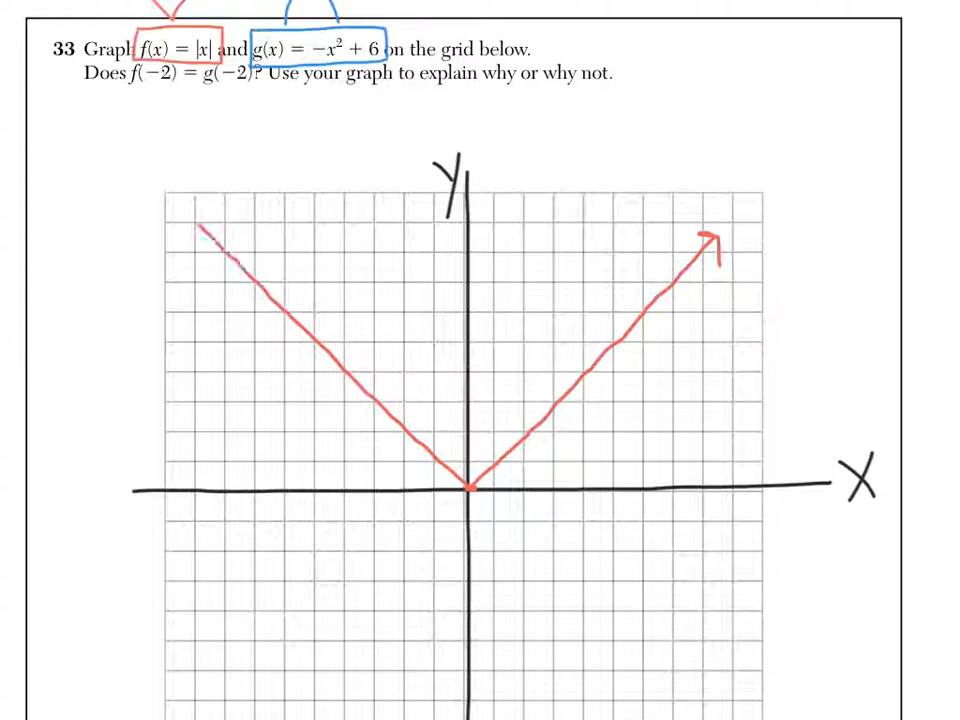 33 Graph f(x) = |x| and g(x) = −x² + 6 on the grid below.
Does f(−2) = g(−2)? Use your graph to explain why or why not.
y
x